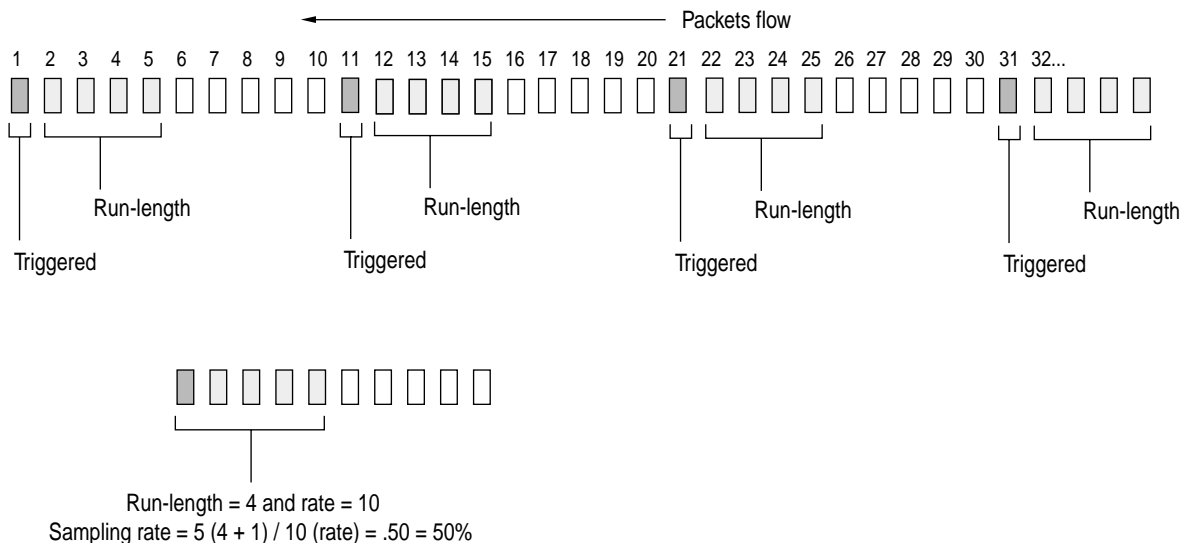 Packets flow
1 2 3 4 5 6 7 8 9 10 11 12 13 14 15 16 17 18 19 20 21 22 23 24 25 26 27 28 29 30 31 32...
Run-length Run-length Run-length Run-length
Triggered Triggered Triggered Triggered
Run-length = 4 and rate = 10
Sampling rate = 5 (4 + 1) / 10 (rate) = .50 = 50%